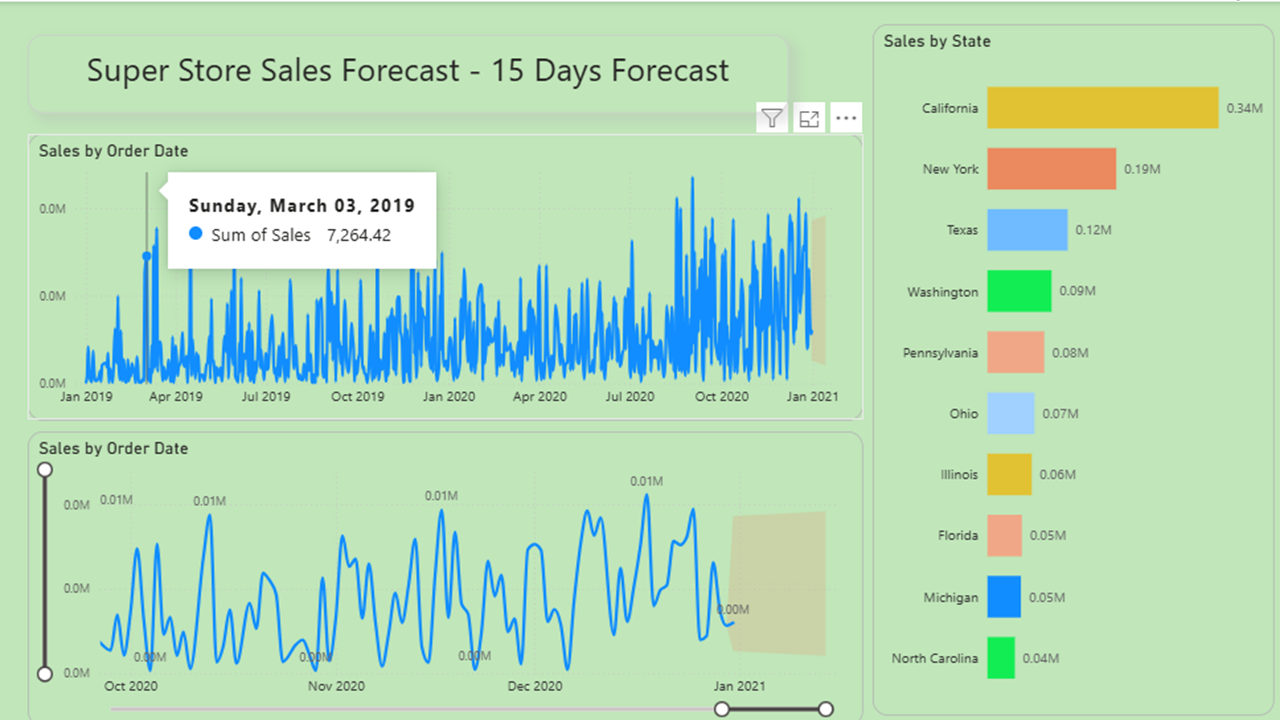 Super Store Sales Forecast - 15 Days Forecast
Sales by Order Date
Sunday, March 03, 2019
Sum of Sales 7,264.42
0.0M
0.0M
0.0M
Jan 2019 Apr 2019 Jul 2019 Oct 2019 Jan 2020 Apr 2020 Jul 2020 Oct 2020 Jan 2021
Sales by Order Date
0.0M 0.01M 0.01M 0.01M 0.01M
0.0M 0.00M
0.0M 0.00M 0.00M 0.00M
Oct 2020 Nov 2020 Dec 2020 Jan 2021
Sales by State
California 0.34M
New York 0.19M
Texas 0.12M
Washington 0.09M
Pennsylvania 0.08M
Ohio 0.07M
Illinois 0.06M
Florida 0.05M
Michigan 0.05M
North Carolina 0.04M